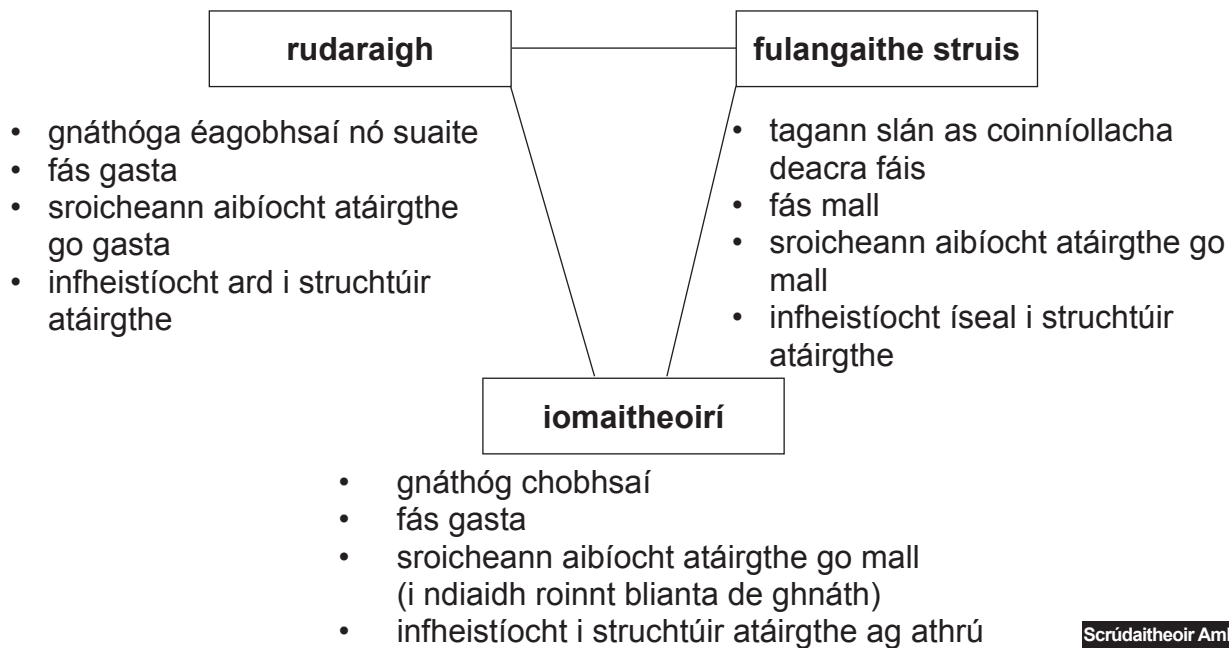 rudaraigh
• gnáthóga éagobhsaí nó suaite
• fás gasta
• sroicheann aibíocht atáirgthe
go gasta
• infheistíocht ard i struchtúir
atáirgthe
fulangaithe struis
• tagann slán as coinníollacha
deacra fáis
• fás mall
• sroicheann aibíocht atáirgthe go
mall
• infheistíocht íseal i struchtúir
atáirgthe
iomaitheoirí
• gnáthóg chobhsaí
• fás gasta
• sroicheann aibíocht atáirgthe go mall
(i ndiaidh roinnt blianta de ghnáth)
• infheistíocht i struchtúir atáirgthe ag athrú
Scrúdaitheoir